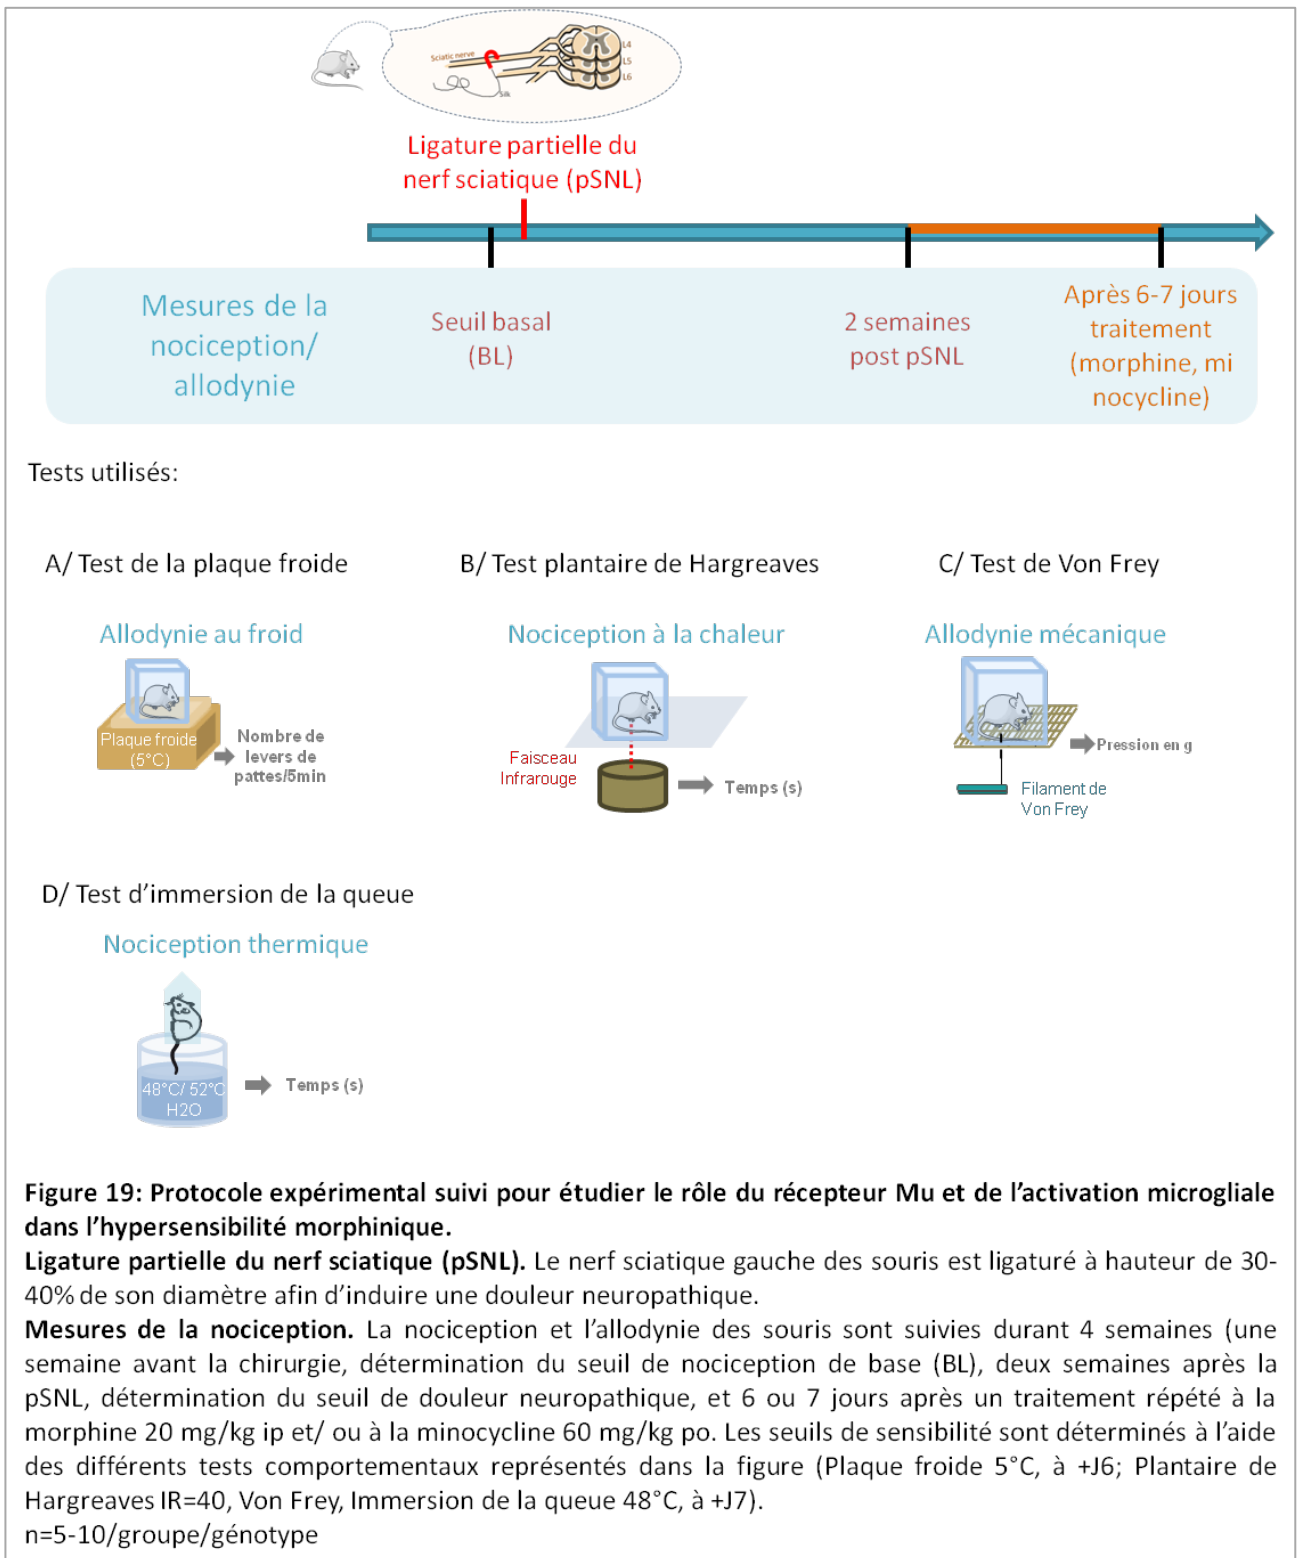 Sciatic nerve
L4
L5
L6
Silk
Ligature partielle du
nerf sciatique (pSNL)
Mesures de la
nociception/
allodynie
Seuil basal
(BL)
2 semaines
post pSNL
Après 6-7 jours
traitement
(morphine, mi
nocycline)
Tests utilisés:
A/ Test de la plaque froide
Allodynie au froid
Plaque froide
(5°C)
Nombre de
levers de
pattes/5min
B/ Test plantaire de Hargreaves
Nociception à la chaleur
Faisceau
Infrarouge
Temps (s)
C/ Test de Von Frey
Allodynie mécanique
Pression en g
Filament de
Von Frey
D/ Test d’immersion de la queue
Nociception thermique
48°C/ 52°C
H2O
Temps (s)
Figure 19: Protocole expérimental suivi pour étudier le rôle du récepteur Mu et de l’activation microgliale
dans l’hypersensibilité morphinique.
Ligature partielle du nerf sciatique (pSNL). Le nerf sciatique gauche des souris est ligaturé à hauteur de 30-
40% de son diamètre afin d’induire une douleur neuropathique.
Mesures de la nociception. La nociception et l’allodynie des souris sont suivies durant 4 semaines (une
semaine avant la chirurgie, détermination du seuil de nociception de base (BL), deux semaines après la
pSNL, détermination du seuil de douleur neuropathique, et 6 ou 7 jours après un traitement répété à la
morphine 20 mg/kg ip et/ ou à la minocycline 60 mg/kg po. Les seuils de sensibilité sont déterminés à l’aide
des différents tests comportementaux représentés dans la figure (Plaque froide 5°C, à +J6; Plantaire de
Hargreaves IR=40, Von Frey, Immersion de la queue 48°C, à +J7).
n=5-10/groupe/génotype